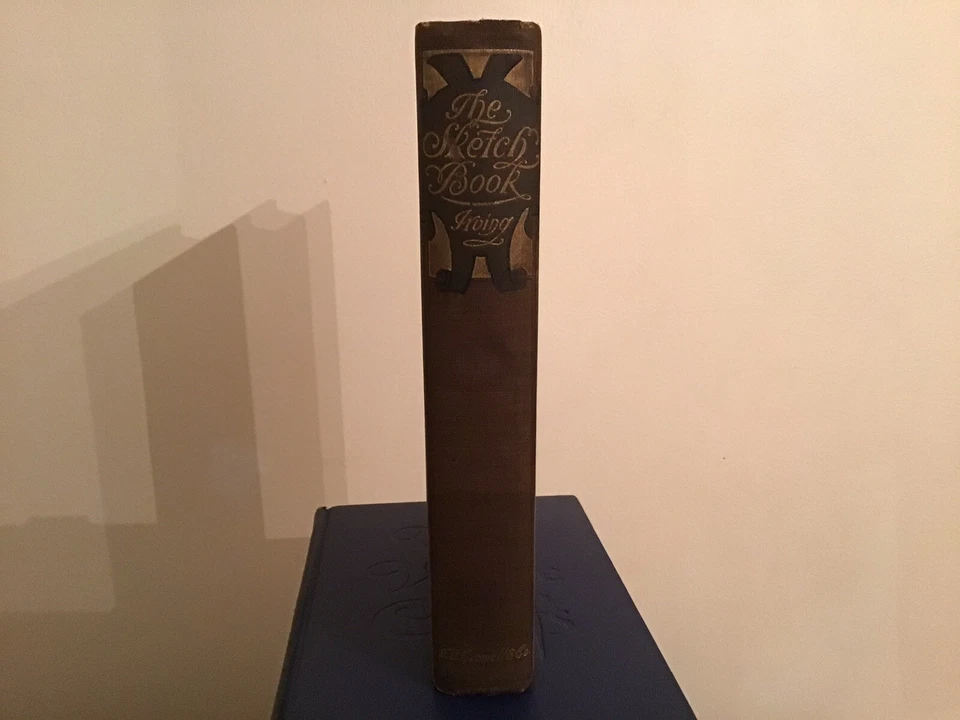 The
Sketch
Book
Irving